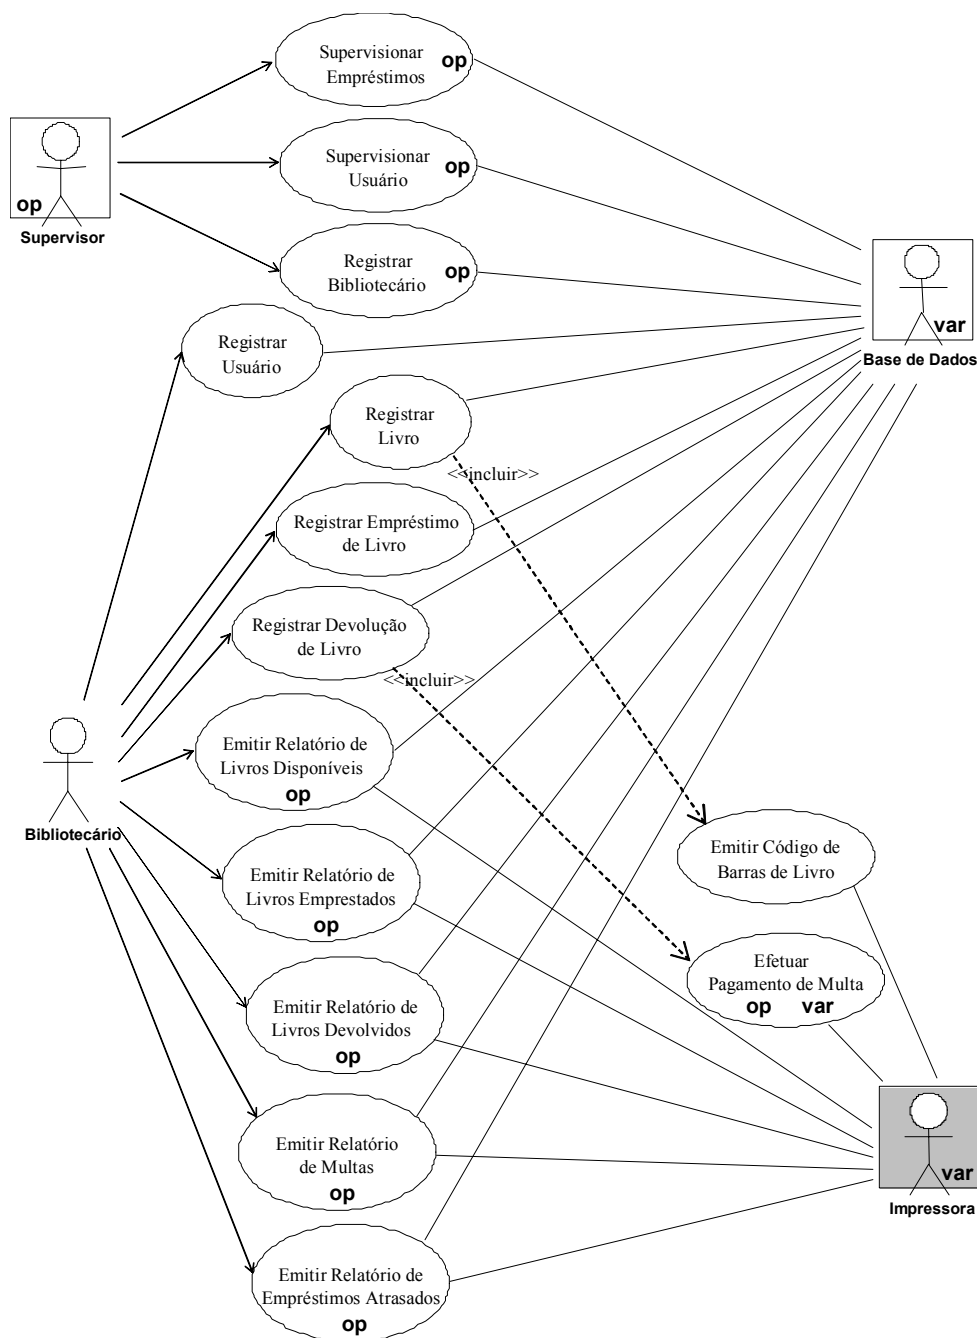 Supervisionar
Empréstimos
op
Supervisionar
Usuário
op
op
Supervisor
Registrar
Bibliotecário
op
var
Base de Dados
Registrar
Usuário
Registrar
Livro
<<incluir>>
Registrar Empréstimo
de Livro
Registrar Devolução
de Livro
<<incluir>>
Emitir Relatório de
Livros Disponíveis
op
Bibliotecário
Emitir Código de
Barras de Livro
Emitir Relatório de
Livros Emprestados
op
Efetuar
Pagamento de Multa
op var
Emitir Relatório de
Livros Devolvidos
op
Emitir Relatório
de Multas
op
var
Impressora
Emitir Relatório de
Empréstimos Atrasados
op